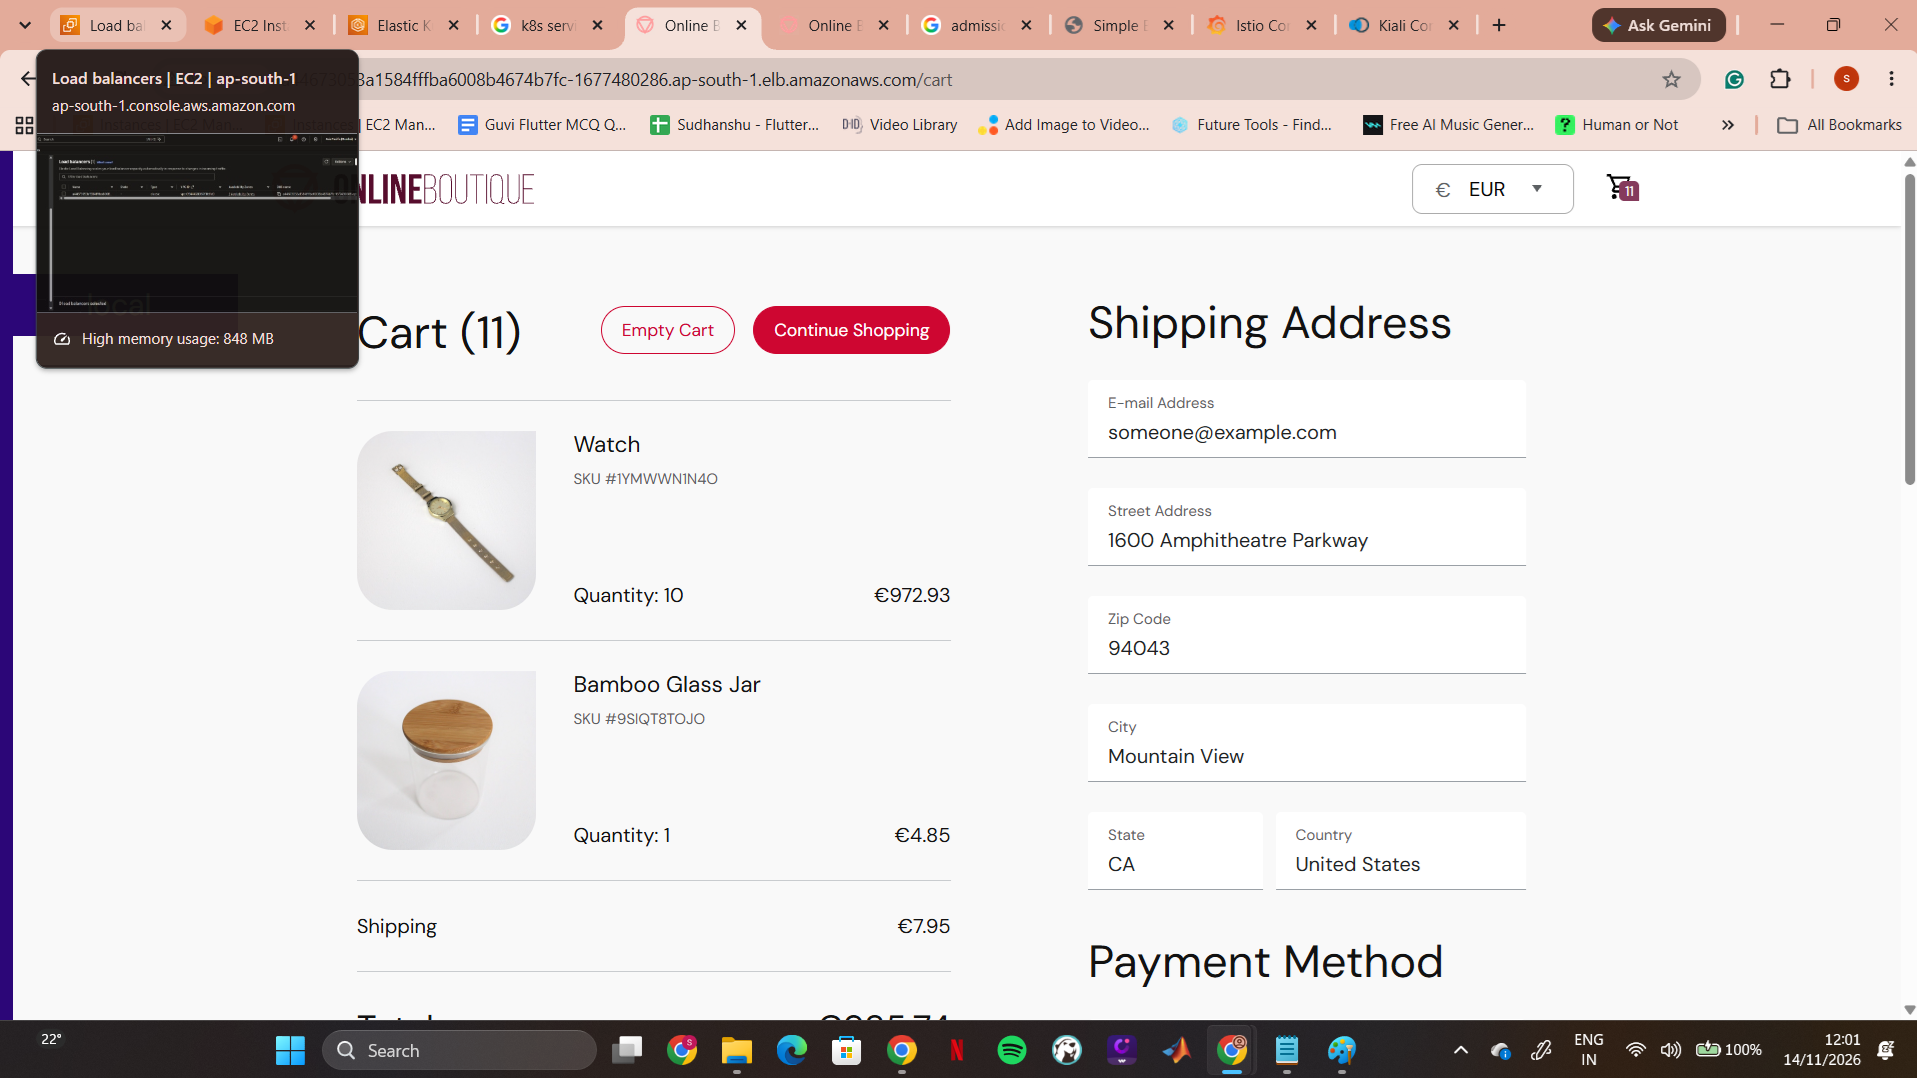 Load ba
EC2 Inst
Elastic K
k8s servi
Online B
Online B
admissio
Simple E
Istio Con
Kiali Con
Ask Gemini
Load balancers | EC2 | ap-south-1
ap-south-1.console.aws.amazon.com
High memory usage: 848 MB
a1584fffba6008b4674b7fc-1677480286.ap-south-1.elb.amazonaws.com/cart
S
EC2 Man...
Guvi Flutter MCQ Q...
Sudhanshu - Flutter...
Video Library
Add Image to Video...
Future Tools - Find...
Free AI Music Gener...
Human or Not
All Bookmarks
NLINEBOUTIQUE
€ EUR
11
local
Cart (11)
Empty Cart
Continue Shopping
Watch
SKU #1YMWWN1N4O
Quantity: 10
€972.93
Bamboo Glass Jar
SKU #9SIQT8TOJO
Quantity: 1
€4.85
Shipping
€7.95
Shipping Address
E-mail Address
someone@example.com
Street Address
1600 Amphitheatre Parkway
Zip Code
94043
City
Mountain View
State
CA
Country
United States
Payment Method
22°
Search
ENG
IN
100%
12:01
14/11/2026